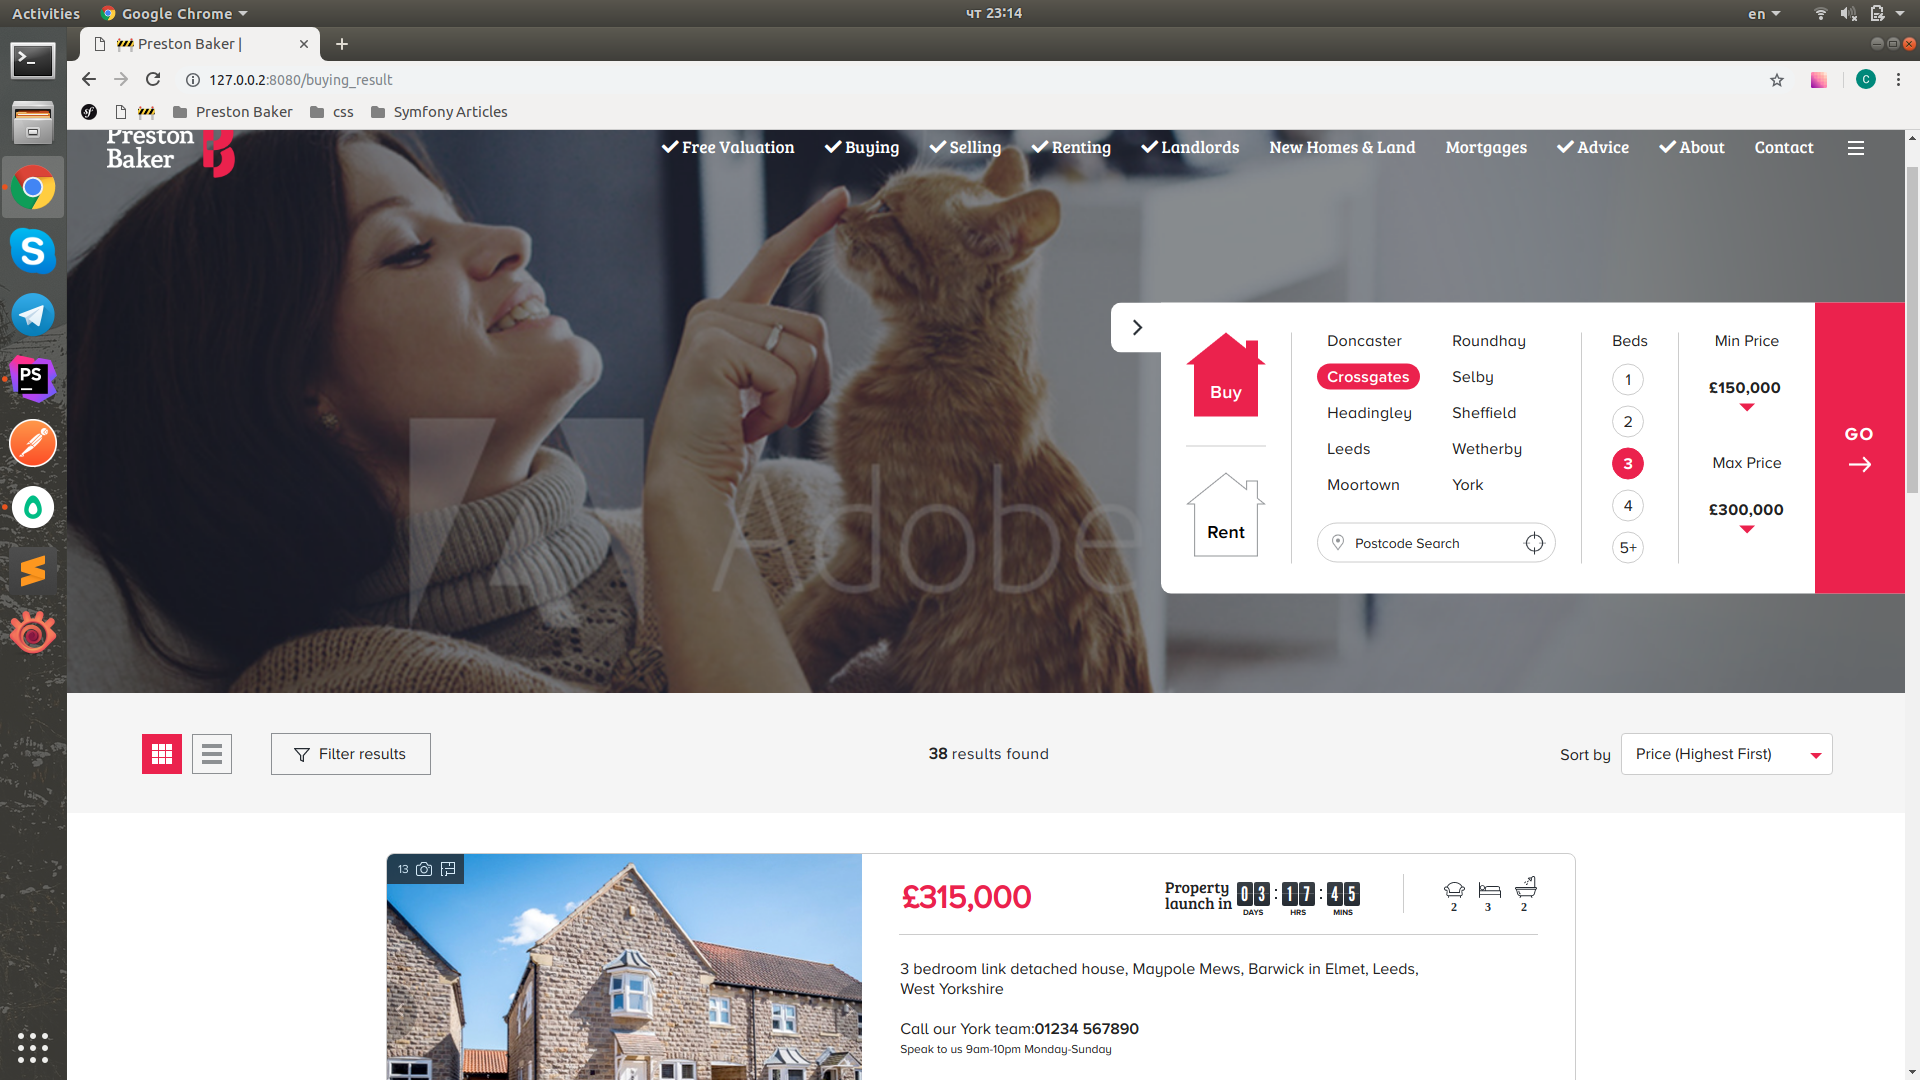 Activities
Google Chrome
чт 23:14
en
Preston Baker |
127.0.0.2:8080/buying_result
C
sf
Preston Baker
css
Symfony Articles
Preston
Baker
Free Valuation
Buying
Selling
Renting
Landlords
New Homes & Land
Mortgages
Advice
About
Contact
Adobe
Buy
Rent
Doncaster
Crossgates
Headingley
Leeds
Moortown
Roundhay
Selby
Sheffield
Wetherby
York
Postcode Search
Beds
1
2
3
4
5+
Min Price
£150,000
Max Price
£300,000
GO
PS
Filter results
38 results found
Sort by
Price (Highest First)
13
£315,000
Property
launch in
03 : 17 : 45
DAYS HRS MINS
2 3 2
3 bedroom link detached house, Maypole Mews, Barwick in Elmet, Leeds,
West Yorkshire
Call our York team:01234 567890
Speak to us 9am-10pm Monday-Sunday